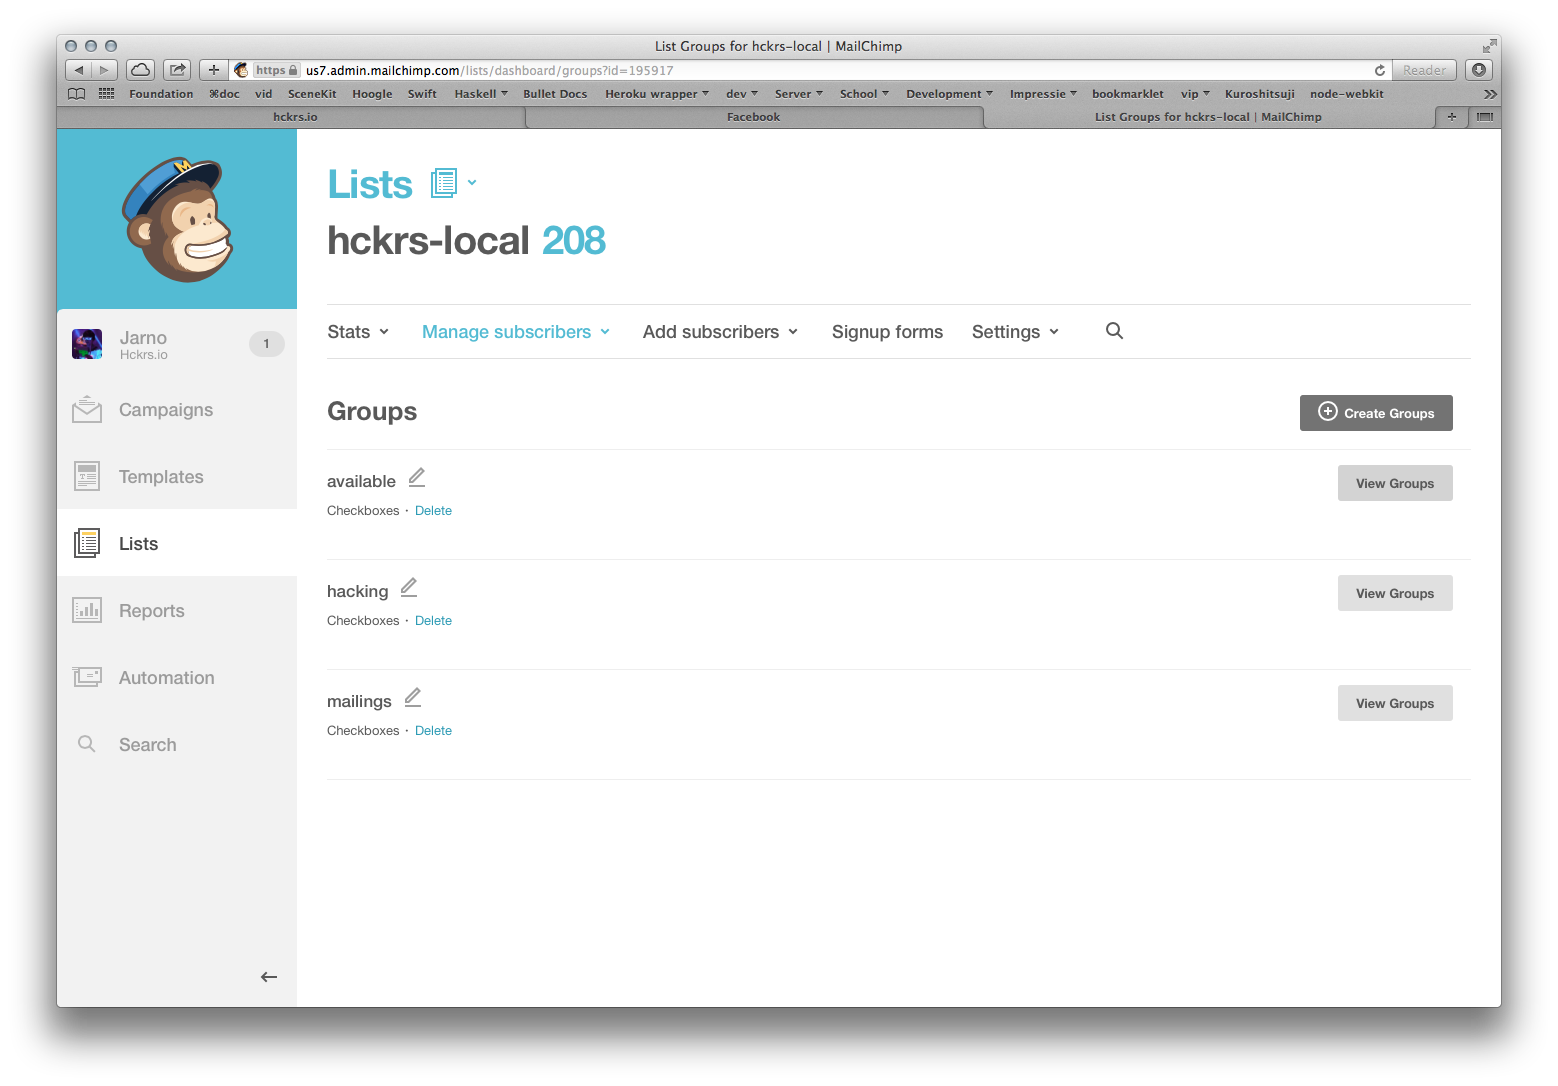 List Groups for hckrs-local | MailChimp
https us7.admin.mailchimp.com/lists/dashboard/groups?id=195917 Reader
Foundation ⌘doc vid SceneKit Hoogle Swift Haskell Bullet Docs Heroku wrapper dev Server School Development Impressie bookmarklet vip Kuroshitsuji node-webkit
hckrs.io Facebook List Groups for hckrs-local | MailChimp
M
Lists
hckrs-local 208
Jarno
Hckrs.io
1
Campaigns
Templates
Lists
Reports
Automation
Search
Stats Manage subscribers Add subscribers Signup forms Settings
Groups
Create Groups
available
Checkboxes · Delete
View Groups
hacking
Checkboxes · Delete
View Groups
mailings
Checkboxes · Delete
View Groups